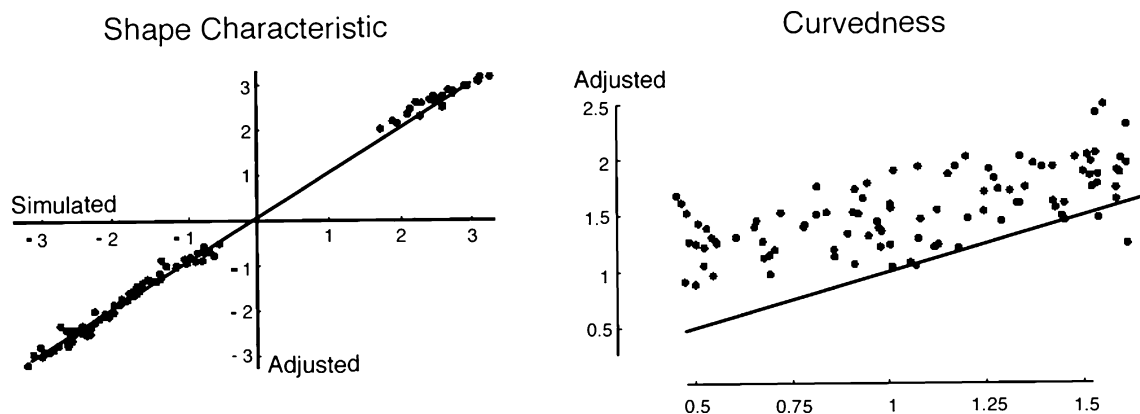 Shape Characteristic
Curvedness
3
2
1
Simulated
-3 -2 -1 1 2 3
-1
-2
-3
Adjusted
Adjusted
2.5
2
1.5
1
0.5
0.5 0.75 1 1.25 1.5